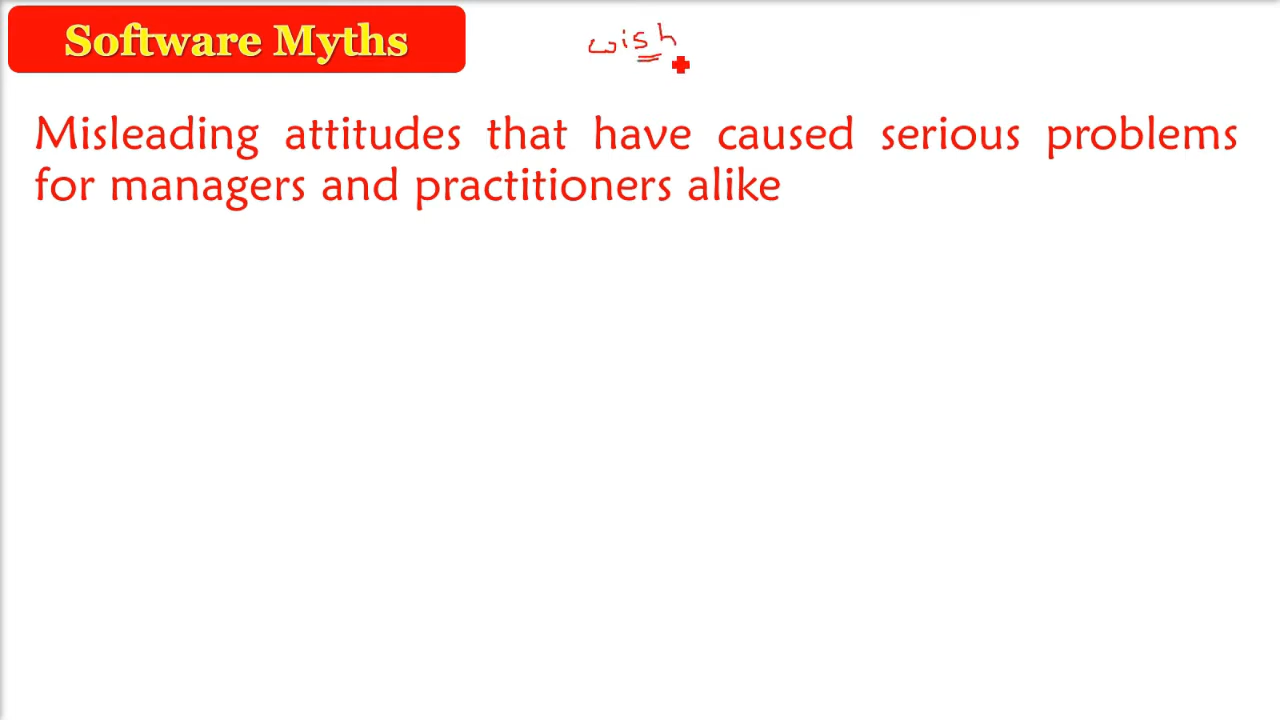 Software Myths
wish
Misleading attitudes that have caused serious problems
for managers and practitioners alike